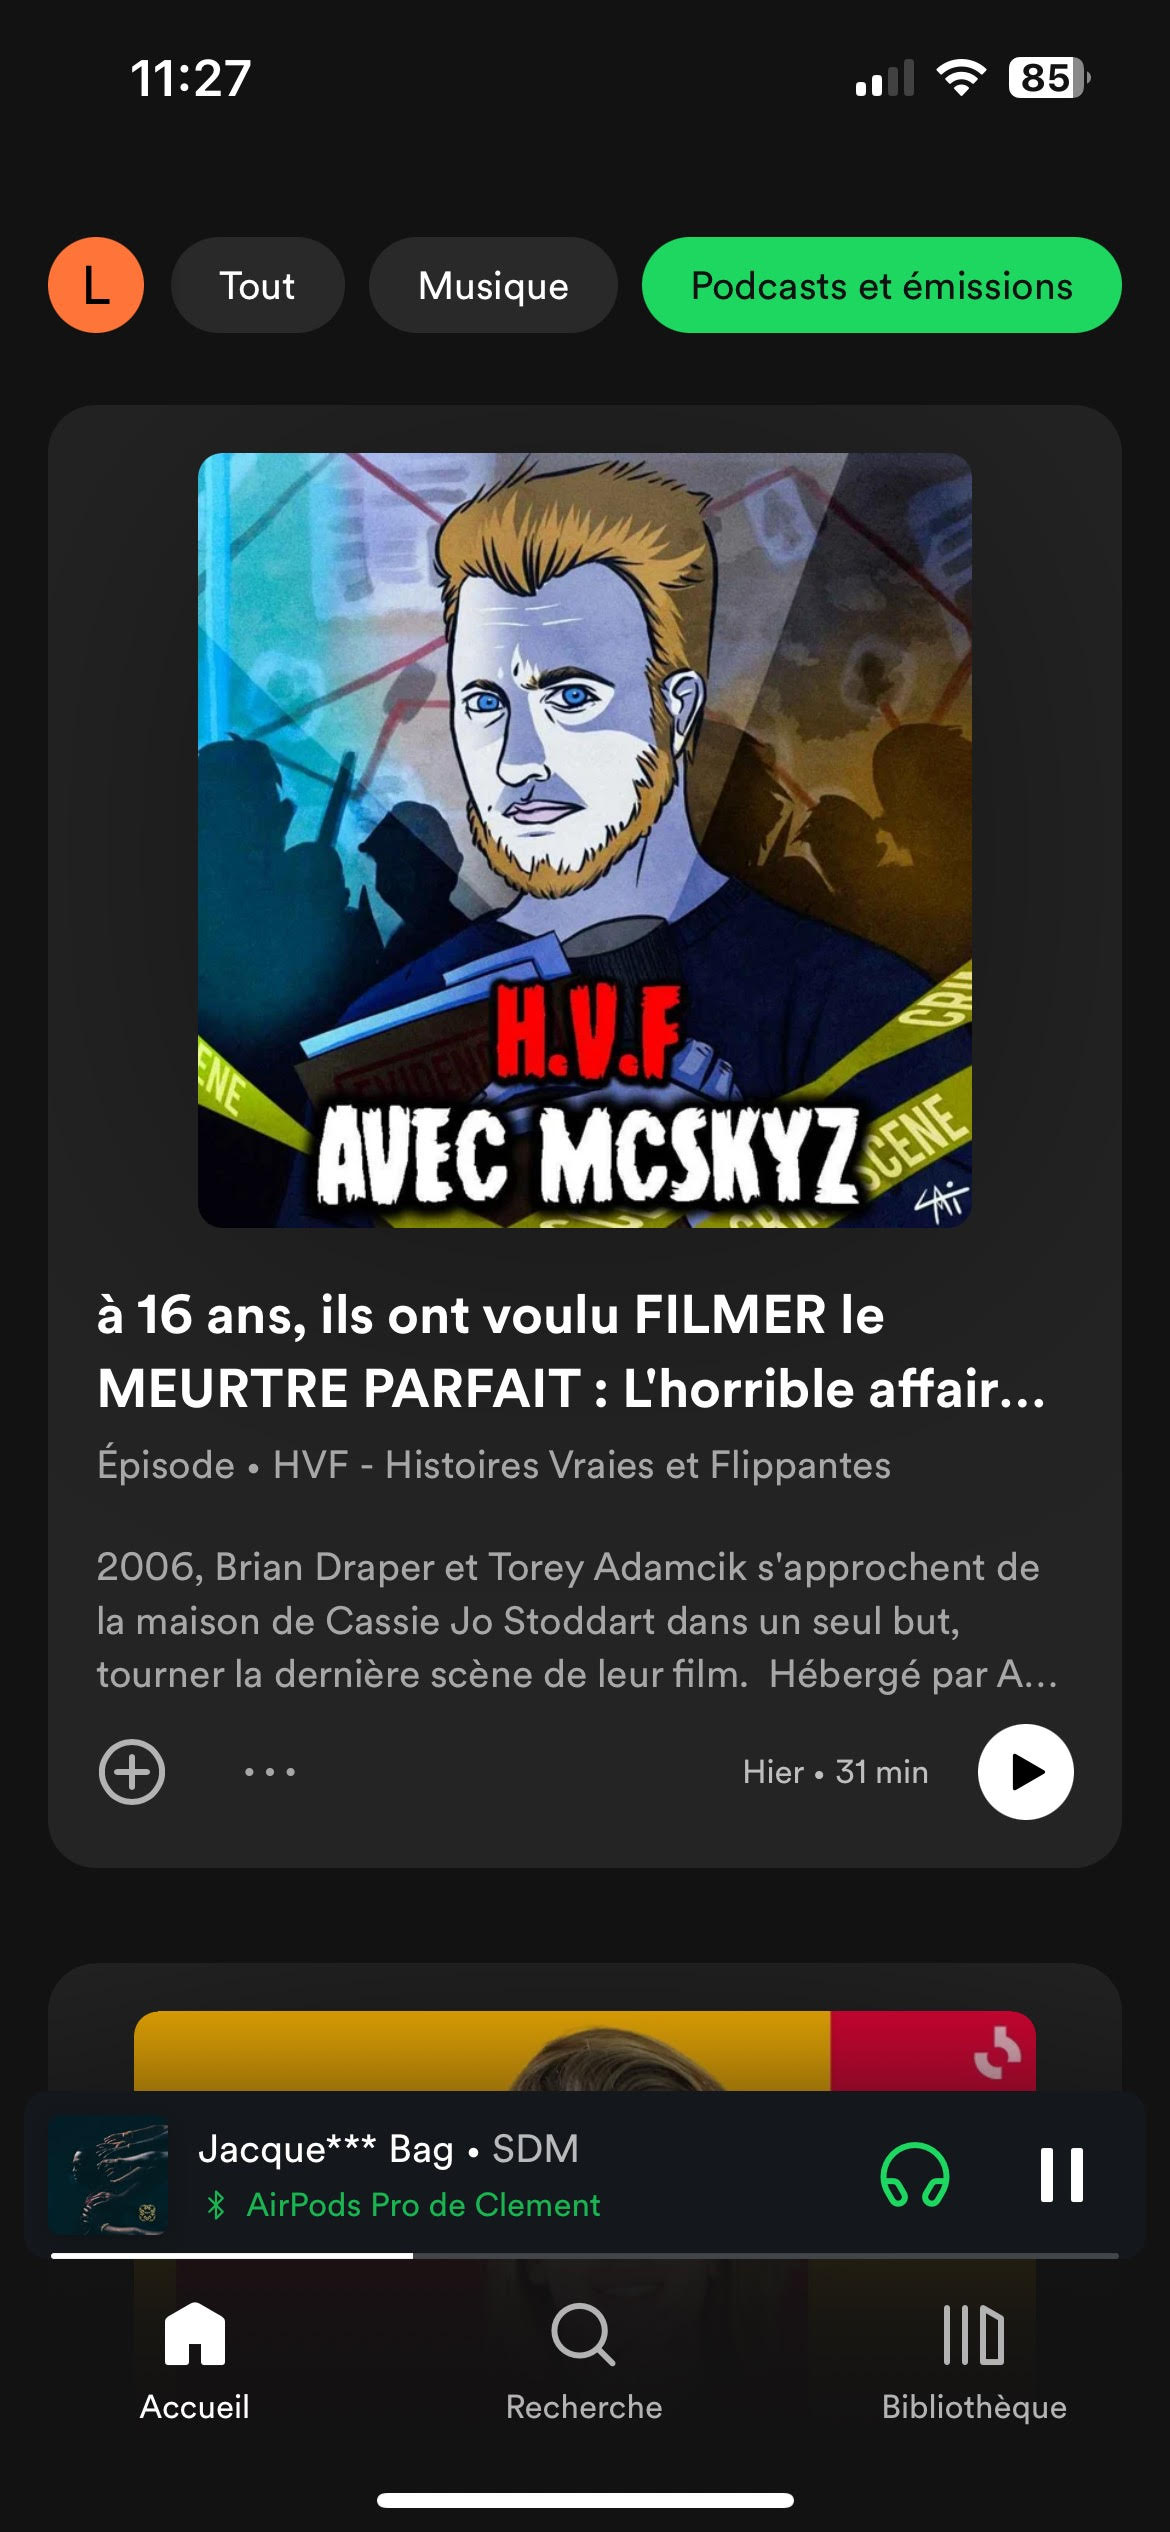 11:27
85
L
Tout
Musique
Podcasts et émissions
H.V.F
AVEC MCSKYZ
ENE
CRI
SCENE
à 16 ans, ils ont voulu FILMER le
MEURTRE PARFAIT : L'horrible affair...
Épisode • HVF - Histoires Vraies et Flippantes
2006, Brian Draper et Torey Adamcik s'approchent de
la maison de Cassie Jo Stoddart dans un seul but,
tourner la dernière scène de leur film.  Hébergé par A...
Hier • 31 min
Jacque*** Bag • SDM
AirPods Pro de Clement
Accueil
Recherche
Bibliothèque